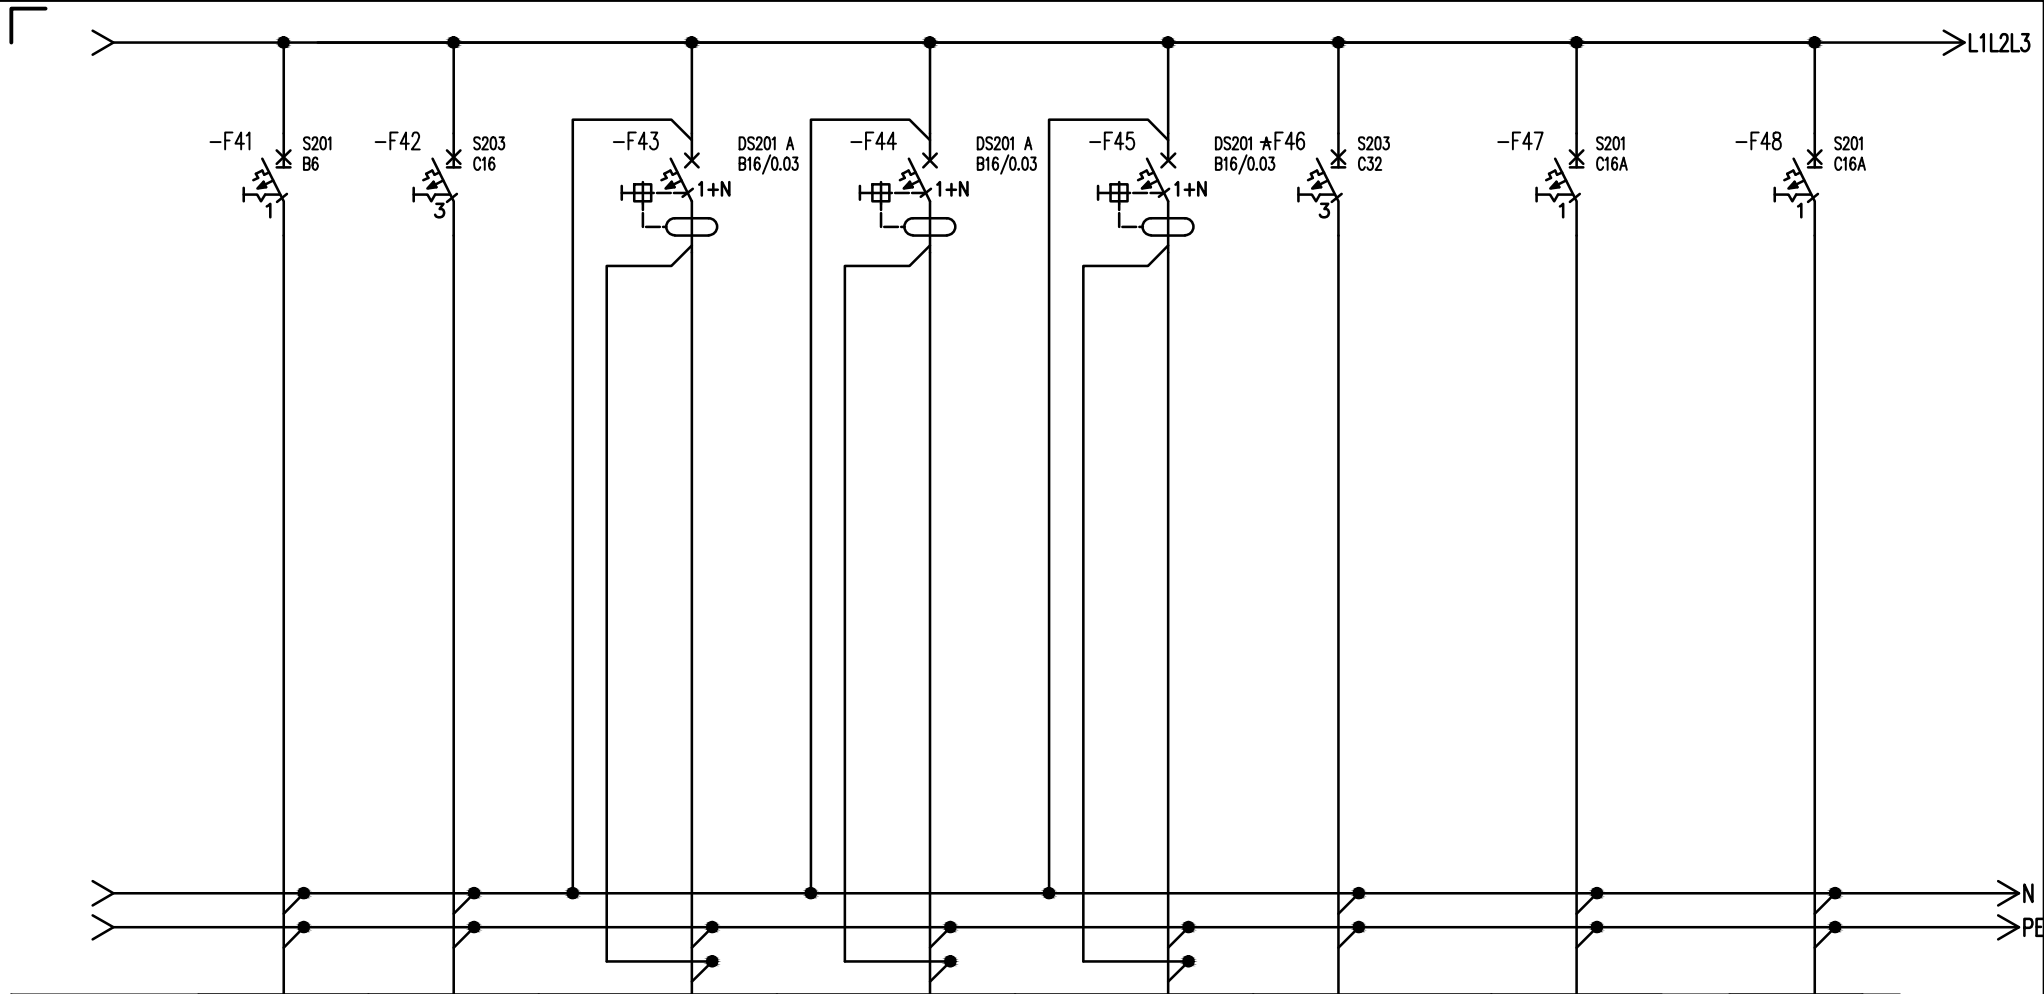 L1L2L3
-F41
S201
B6
1
-F42
S203
C16
3
-F43
DS201 A
B16/0.03
1+N
-F44
DS201 A
B16/0.03
1+N
-F45
DS201 A
B16/0.03
1+N
-F46
S203
C32
3
-F47
S201
C16A
1
-F48
S201
C16A
1
N
PE